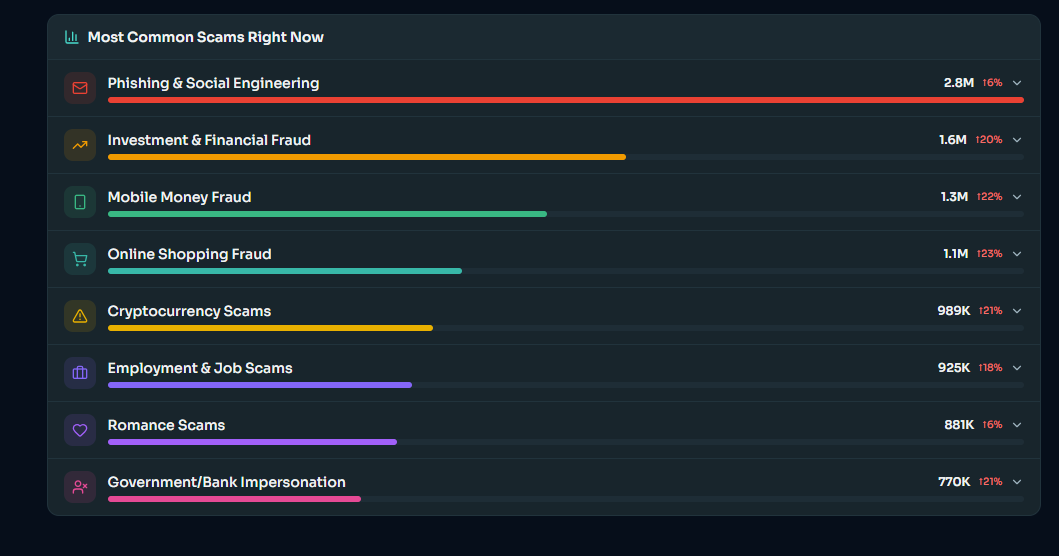 Most Common Scams Right Now
Phishing & Social Engineering 2.8M ↑6%
Investment & Financial Fraud 1.6M ↑20%
Mobile Money Fraud 1.3M ↑22%
Online Shopping Fraud 1.1M ↑23%
Cryptocurrency Scams 989K ↑21%
Employment & Job Scams 925K ↑18%
Romance Scams 881K ↑6%
Government/Bank Impersonation 770K ↑21%